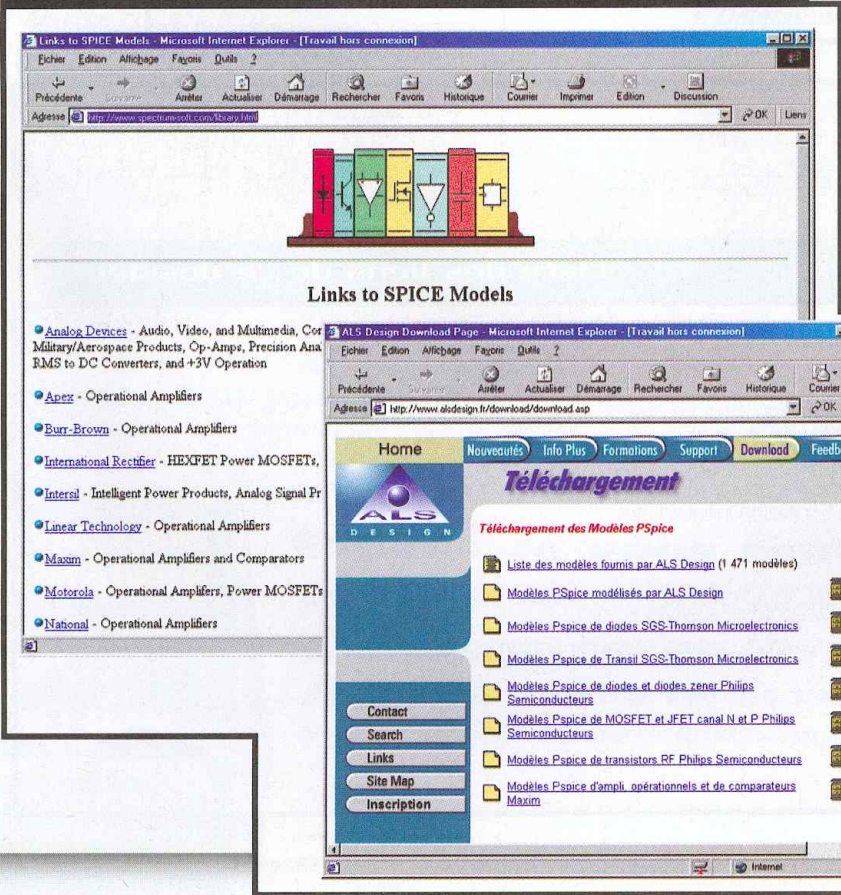 Links to SPICE Models - Microsoft Internet Explorer - [Travail hors connexion]
Eichier Edition Affichage Favoris Outils ?
Précédente Suivante Arrêter Actualiser Démarrage Rechercher Favoris Historique Courrier Imprimer Edition Discussion
Adresse http://www.spectrum-soft.com/library.html OK Liens
Links to SPICE Models
Analog Devices - Audio, Video, and Multimedia, Cor
Military/Aerospace Products, Op-Amps, Precision Ana
RMS to DC Converters, and +3V Operation
Apex - Operational Amplifiers
Burr-Brown - Operational Amplifiers
International Rectifier - HEXFET Power MOSFETs,
Intersil - Intelligent Power Products, Analog Signal Pr
Linear Technology - Operational Amplifiers
Maxim - Operational Amplifiers and Comparators
Motorola - Operational Amplifers, Power MOSFETs
National - Operational Amplifiers
ALS Design Download Page - Microsoft Internet Explorer - [Travail hors connexion]
Fichier Edition Affichage Favoris Outils ?
Précédente Suivante Arrêter Actualiser Démarrage Rechercher Favoris Historique Courrier
Adresse http://www.alsdesign.fr/download/download.asp OK
Home Nouveautés Info Plus Formations Support Download Feedb
Téléchargement
ALS
DESIGN
Téléchargement des Modèles PSpice
Liste des modèles fournis par ALS Design (1 471 modèles)
Modèles PSpice modélisés par ALS Design
Modèles Pspice de diodes SGS-Thomson Microelectronics
Modèles Pspice de Transil SGS-Thomson Microelectronics
Modèles Pspice de diodes et diodes zener Philips
Semiconducteurs
Modèles Pspice de MOSFET et JFET canal N et P Philips
Semiconducteurs
Modèles Pspice de transistors RF Philips Semiconducteurs
Modèles Pspice d'ampli. opérationnels et de comparateurs
Maxim
Contact
Search
Links
Site Map
Inscription
Internet